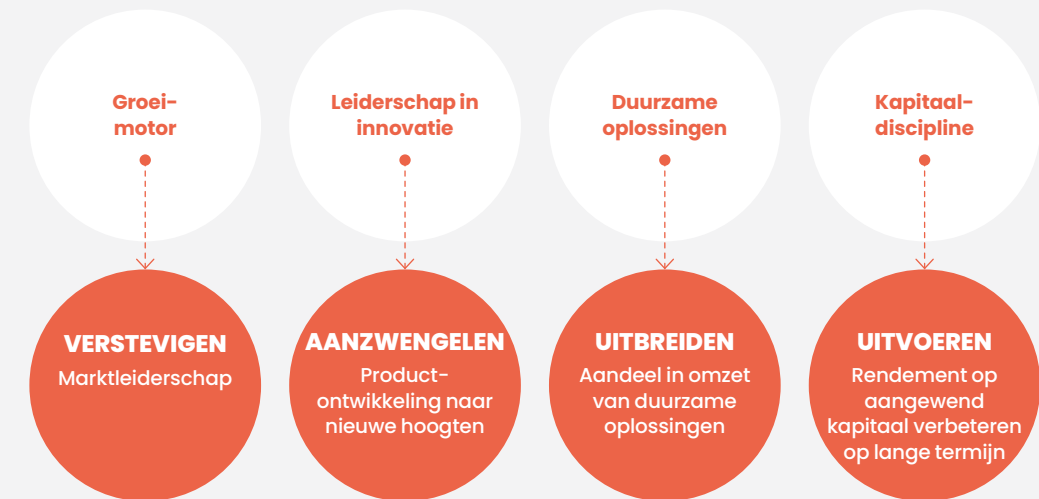 Groei-
motor
Leiderschap in
innovatie
Duurzame
oplossingen
Kapitaal-
discipline
VERSTEVIGEN
Marktleiderschap
AANZWENGELEN
Product-
ontwikkeling naar
nieuwe hoogten
UITBREIDEN
Aandeel in omzet
van duurzame
oplossingen
UITVOEREN
Rendement op
aangewend
kapitaal verbeteren
op lange termijn